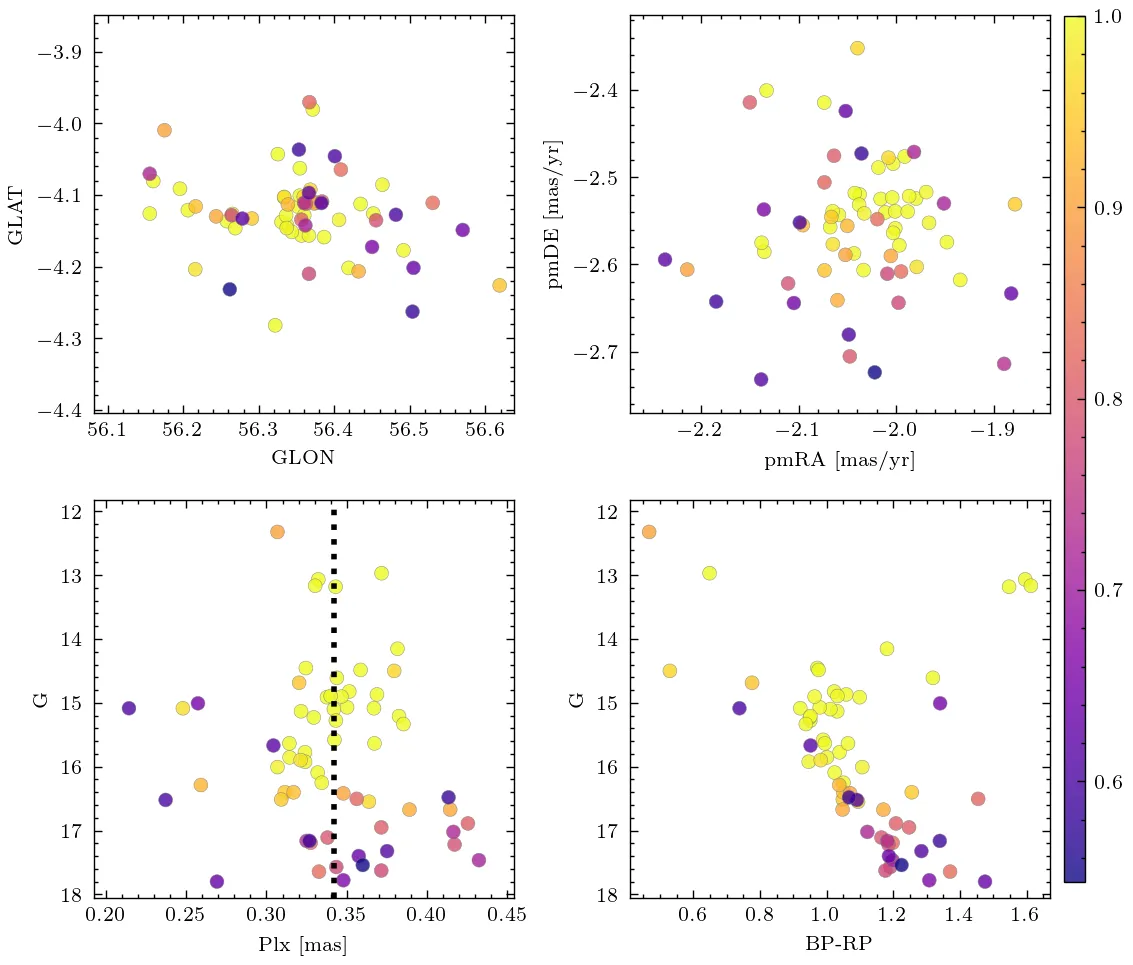 −3.9
−4.0
−4.1
−4.2
−4.3
−4.4
GLAT
56.1 56.2 56.3 56.4 56.5 56.6
GLON
−2.4
−2.5
−2.6
−2.7
pmDE [mas/yr]
−2.2 −2.1 −2.0 −1.9
pmRA [mas/yr]
1.0
0.9
0.8
0.7
0.6
12
13
14
15
16
17
18
G
0.20 0.25 0.30 0.35 0.40 0.45
Plx [mas]
12
13
14
15
16
17
18
G
0.6 0.8 1.0 1.2 1.4 1.6
BP-RP